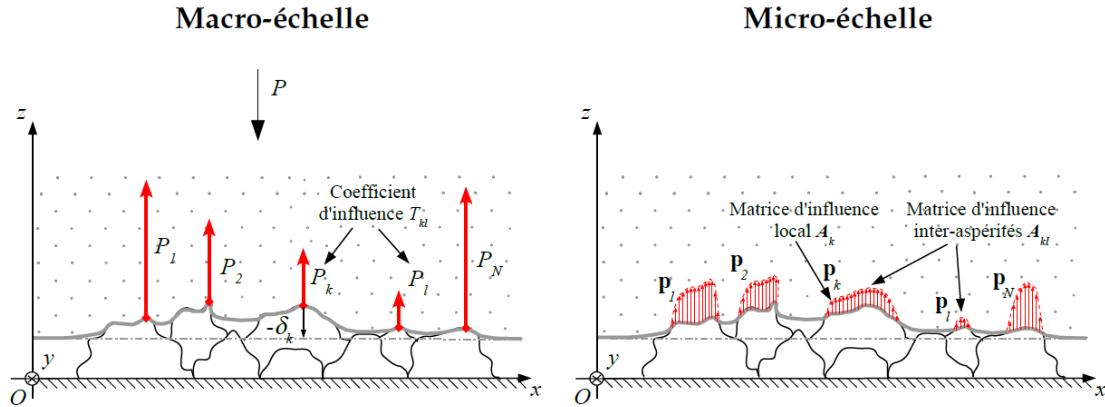 Macro-échelle
P
z
Coefficient
d'influence T_kl
P_1
P_2
P_k
P_l
P_N
-δ_k
y
O
x
Micro-échelle
z
Matrice d'influence
local A_k
Matrice d'influence
inter-aspérités A_kl
p_1
p_2
p_k
p_l
p_N
y
O
x